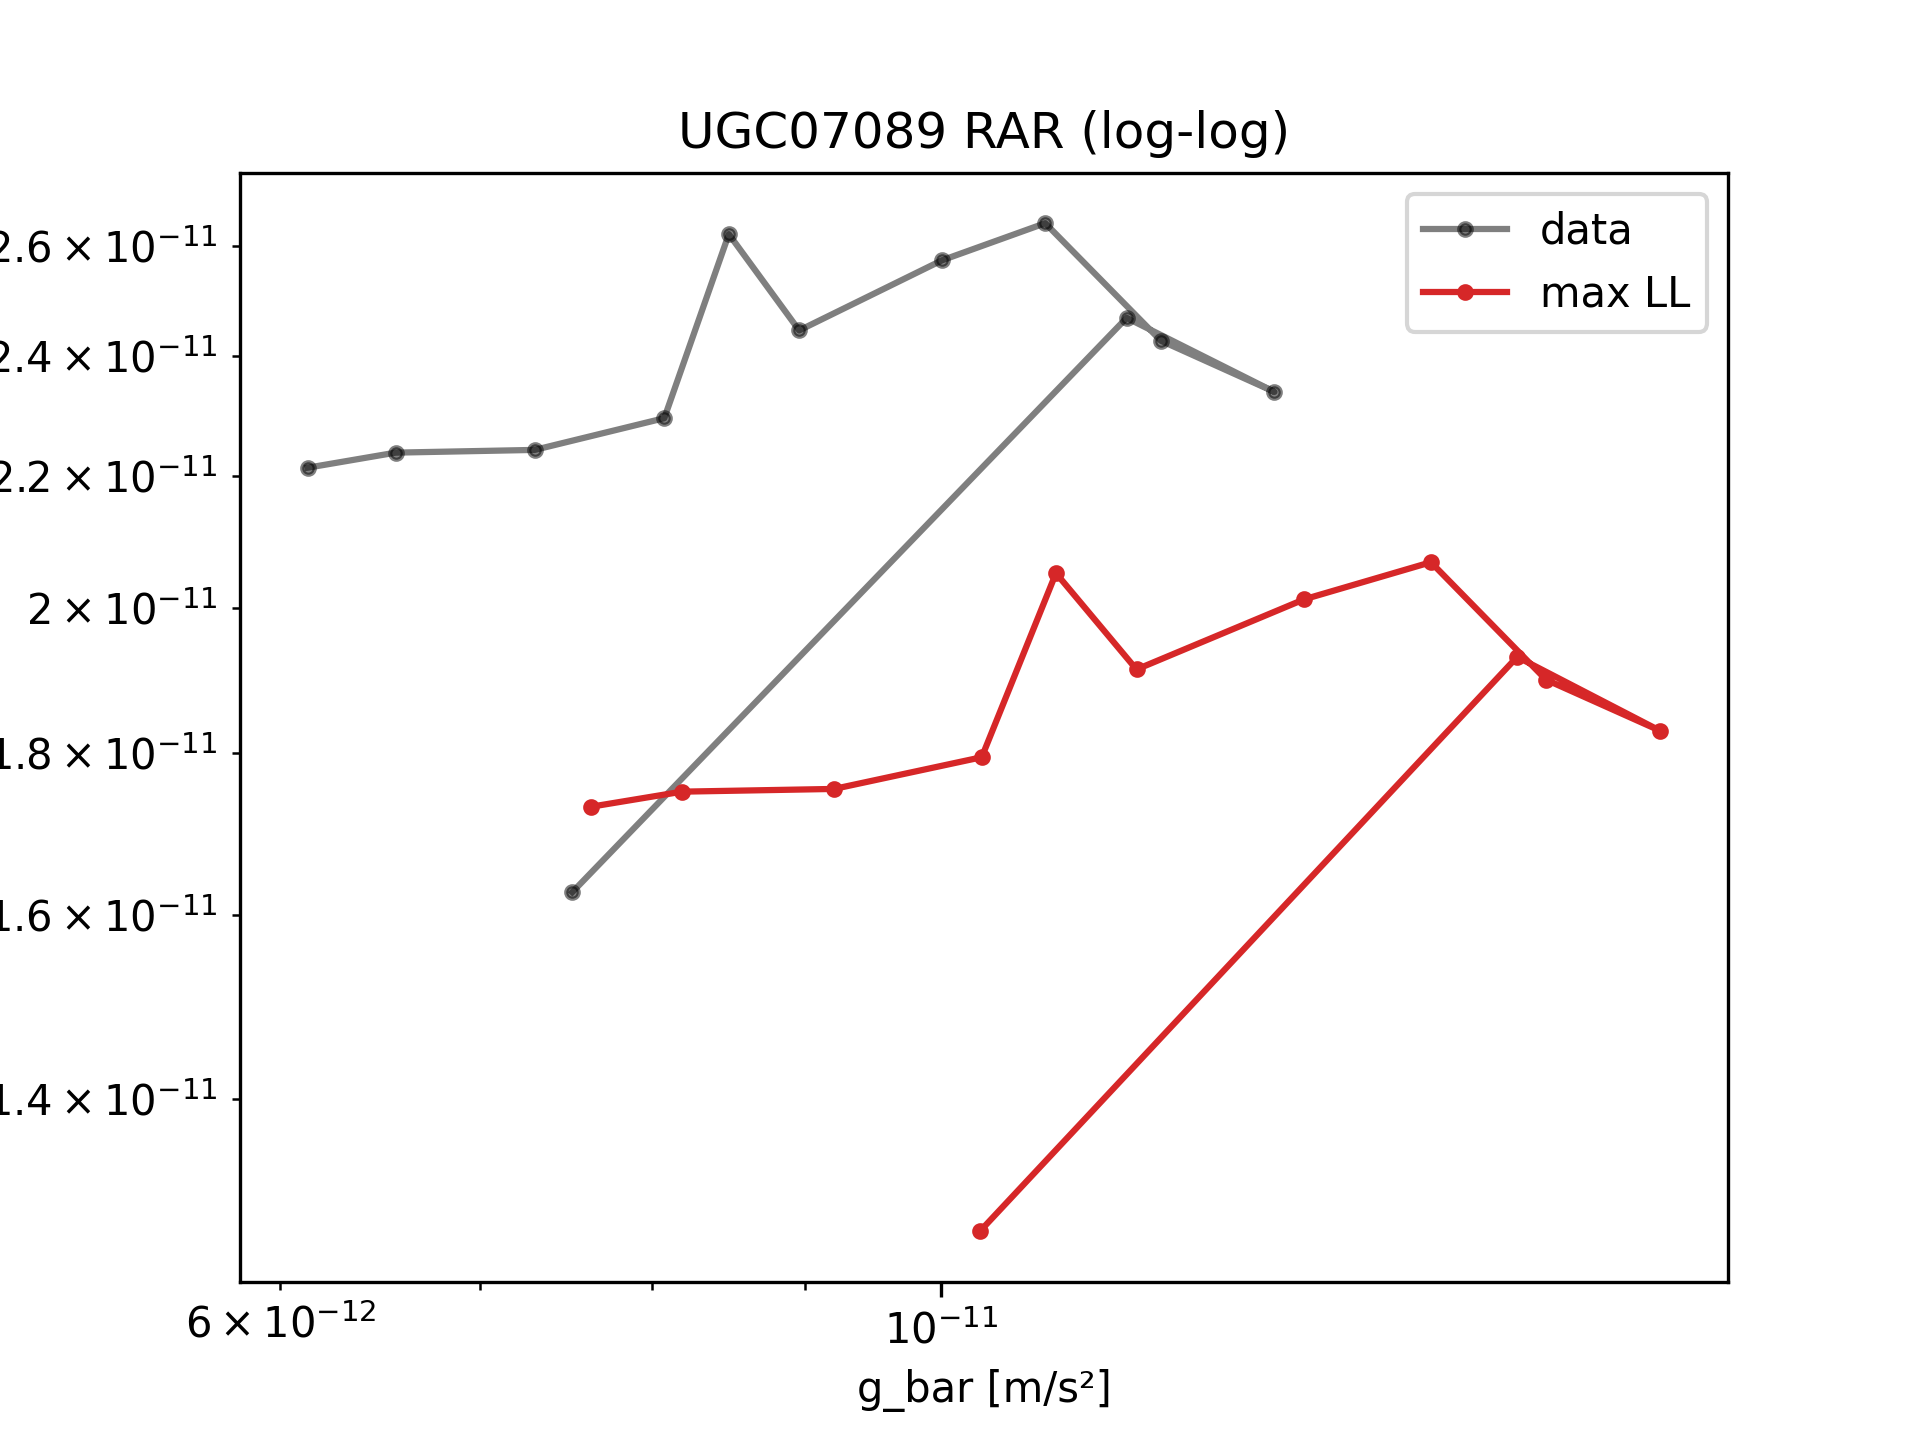 UGC07089 RAR (log-log)
data
max LL
2.6 × 10⁻¹¹
2.4 × 10⁻¹¹
2.2 × 10⁻¹¹
2 × 10⁻¹¹
1.8 × 10⁻¹¹
1.6 × 10⁻¹¹
1.4 × 10⁻¹¹
6 × 10⁻¹² 10⁻¹¹
g_bar [m/s²]